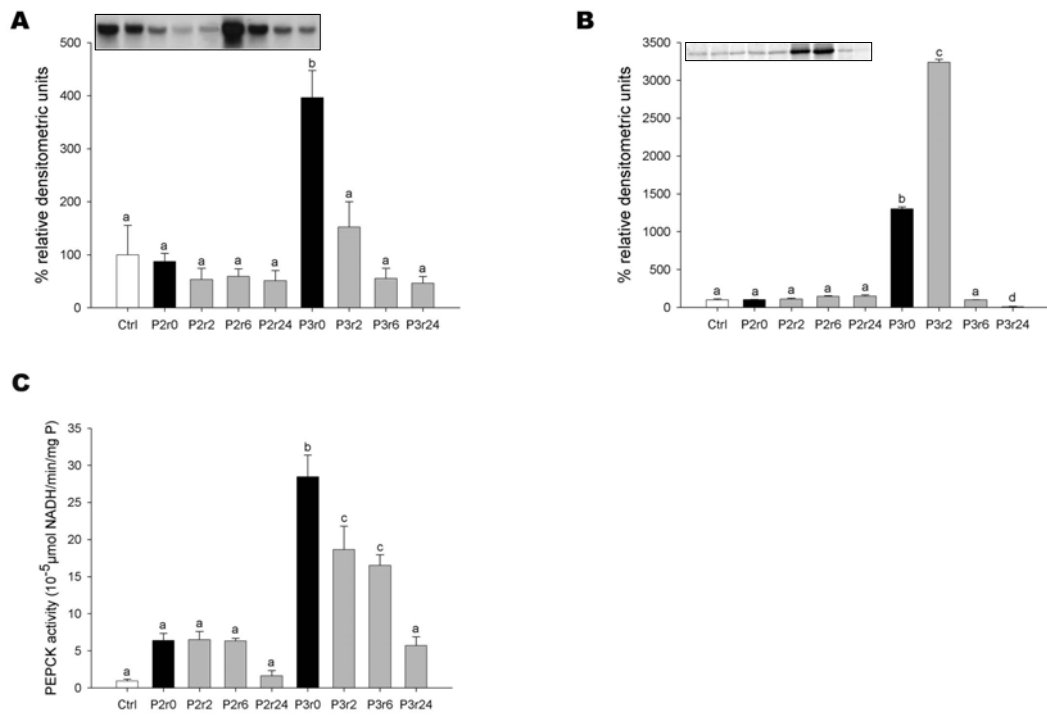 A
% relative densitometric units
500
400
300
200
100
0
a
a
a
a
a
b
a
a
a
Ctrl P2r0 P2r2 P2r6 P2r24 P3r0 P3r2 P3r6 P3r24
B
% relative densitometric units
3500
3000
2500
2000
1500
1000
500
0
a
a
a
a
a
b
c
a
d
Ctrl P2r0 P2r2 P2r6 P2r24 P3r0 P3r2 P3r6 P3r24
C
PEPCK activity (10⁻⁵µmol NADH/min/mg P)
35
30
25
20
15
10
5
0
a
a
a
a
a
b
c
c
a
Ctrl P2r0 P2r2 P2r6 P2r24 P3r0 P3r2 P3r6 P3r24